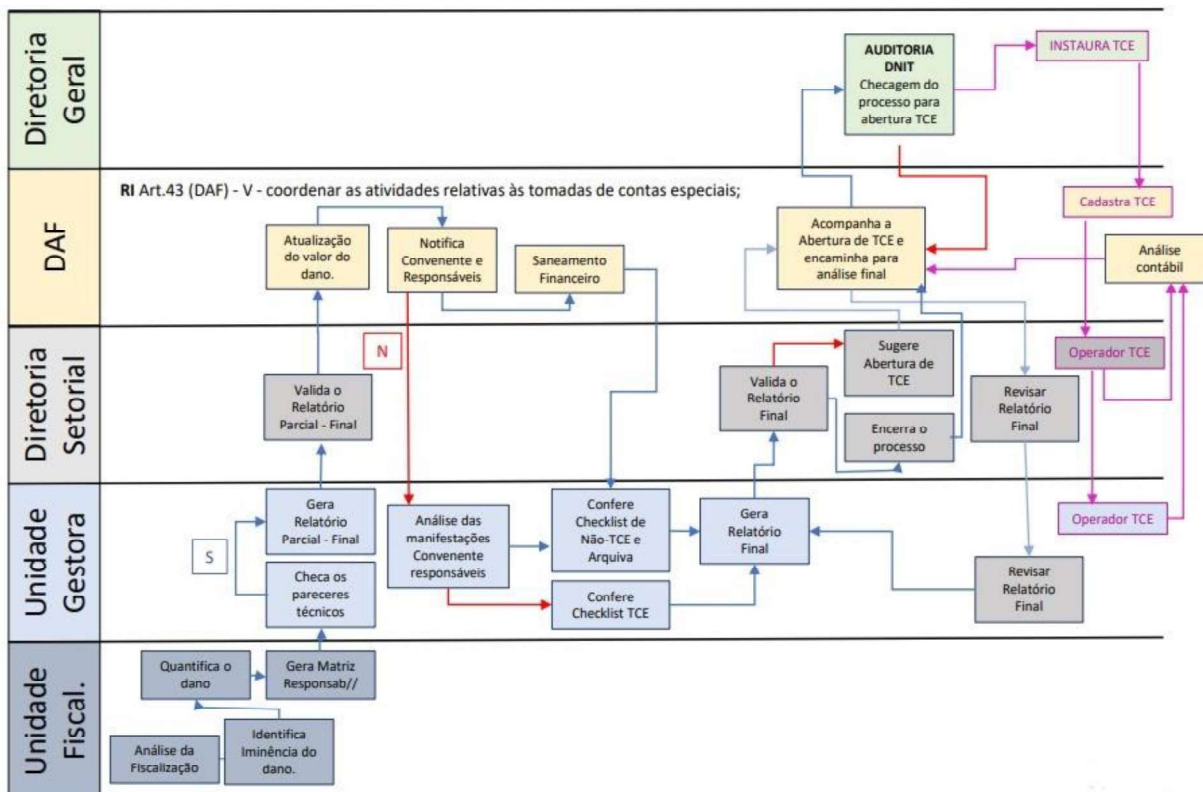 Diretoria
Geral
AUDITORIA
DNIT
Checagem do
processo para
abertura TCE
INSTAURA TCE
DAF
RI Art.43 (DAF) - V - coordenar as atividades relativas às tomadas de contas especiais;
Atualização
do valor do
dano.
Notifica
Convenente e
Responsáveis
Saneamento
Financeiro
Acompanha a
Abertura de TCE e
encaminha para
análise final
Cadastra TCE
Análise
contábil
Diretoria
Setorial
N
Valida o
Relatório
Parcial - Final
Valida o
Relatório
Final
Sugere
Abertura de
TCE
Encerra o
processo
Revisar
Relatório
Final
Operador TCE
Unidade
Gestora
S
Gera
Relatório
Parcial - Final
Checa os
pareceres
técnicos
Análise das
manifestações
Convenente
responsáveis
Confere
Checklist de
Não-TCE e
Arquiva
Confere
Checklist TCE
Gera
Relatório
Final
Revisar
Relatório
Final
Operador TCE
Unidade
Fiscal.
Quantifica o
dano
Gera Matriz
Responsab//
Análise da
Fiscalização
Identifica
Iminência do
dano.